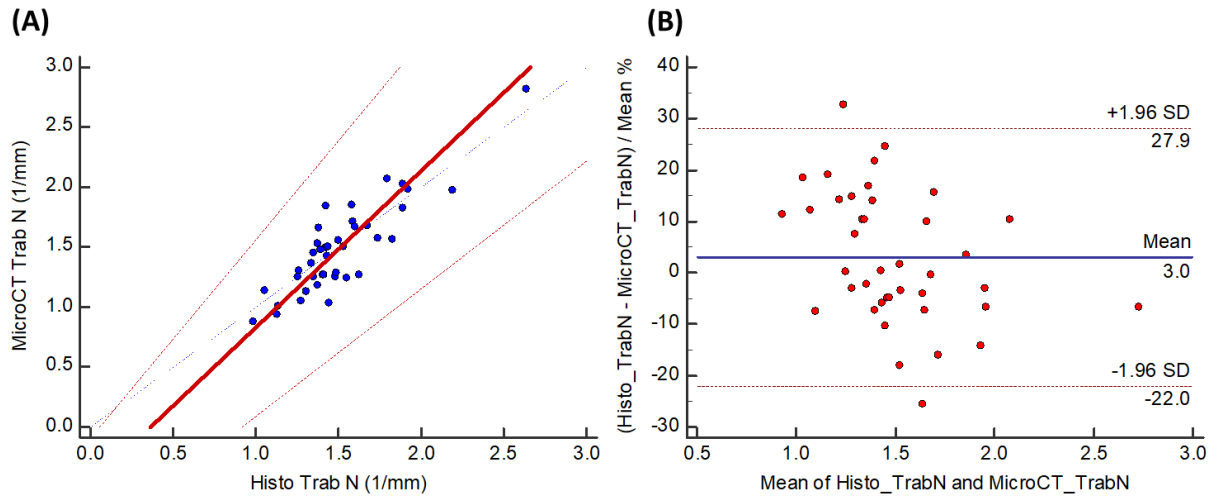 (A)
MicroCT Trab N (1/mm)
3.0
2.5
2.0
1.5
1.0
0.5
0.0
0.0 0.5 1.0 1.5 2.0 2.5 3.0
Histo Trab N (1/mm)
(B)
(Histo_TrabN - MicroCT_TrabN) / Mean %
40
30
20
10
0
-10
-20
-30
+1.96 SD
27.9
Mean
3.0
-1.96 SD
-22.0
0.5 1.0 1.5 2.0 2.5 3.0
Mean of Histo_TrabN and MicroCT_TrabN